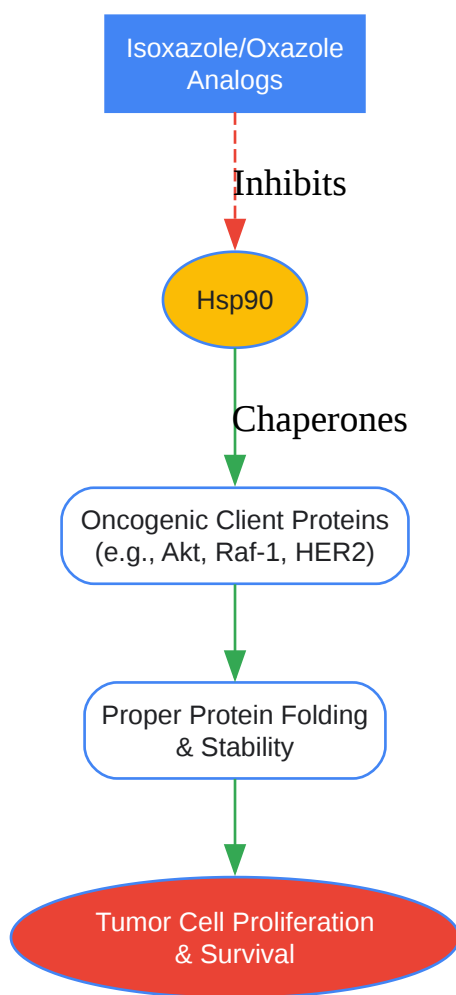 Isoxazole/Oxazole
Analogs
Inhibits
Hsp90
Chaperones
Oncogenic Client Proteins
(e.g., Akt, Raf-1, HER2)
Proper Protein Folding
& Stability
Tumor Cell Proliferation
& Survival